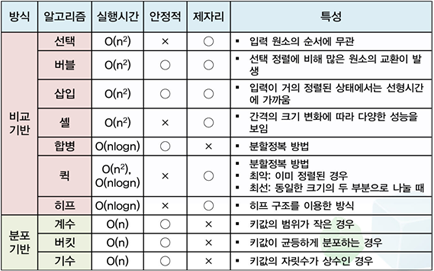 방식 알고리즘 실행시간 안정적 제자리 특성
비교
기반
선택 O(n²) × ○ ▪ 입력 원소의 순서에 무관
버블 O(n²) ○ ○ ▪ 선택 정렬에 비해 많은 원소의 교환이 발
생
삽입 O(n²) ○ ○ ▪ 입력이 거의 정렬된 상태에서는 선형시간
에 가까움
셸 O(n²) × ○ ▪ 간격의 크기 변화에 따라 다양한 성능을
보임
합병 O(nlogn) ○ × ▪ 분할정복 방법
퀵 O(n²),
O(nlogn) × ○ ▪ 분할정복 방법
▪ 최악: 이미 정렬된 경우
▪ 최선: 동일한 크기의 두 부분으로 나눌 때
히프 O(nlogn) × ○ ▪ 히프 구조를 이용한 방식
분포
기반
계수 O(n) ○ × ▪ 키값의 범위가 작은 경우
버킷 O(n) ○ × ▪ 키값이 균등하게 분포하는 경우
기수 O(n) ○ × ▪ 키값의 자릿수가 상수인 경우